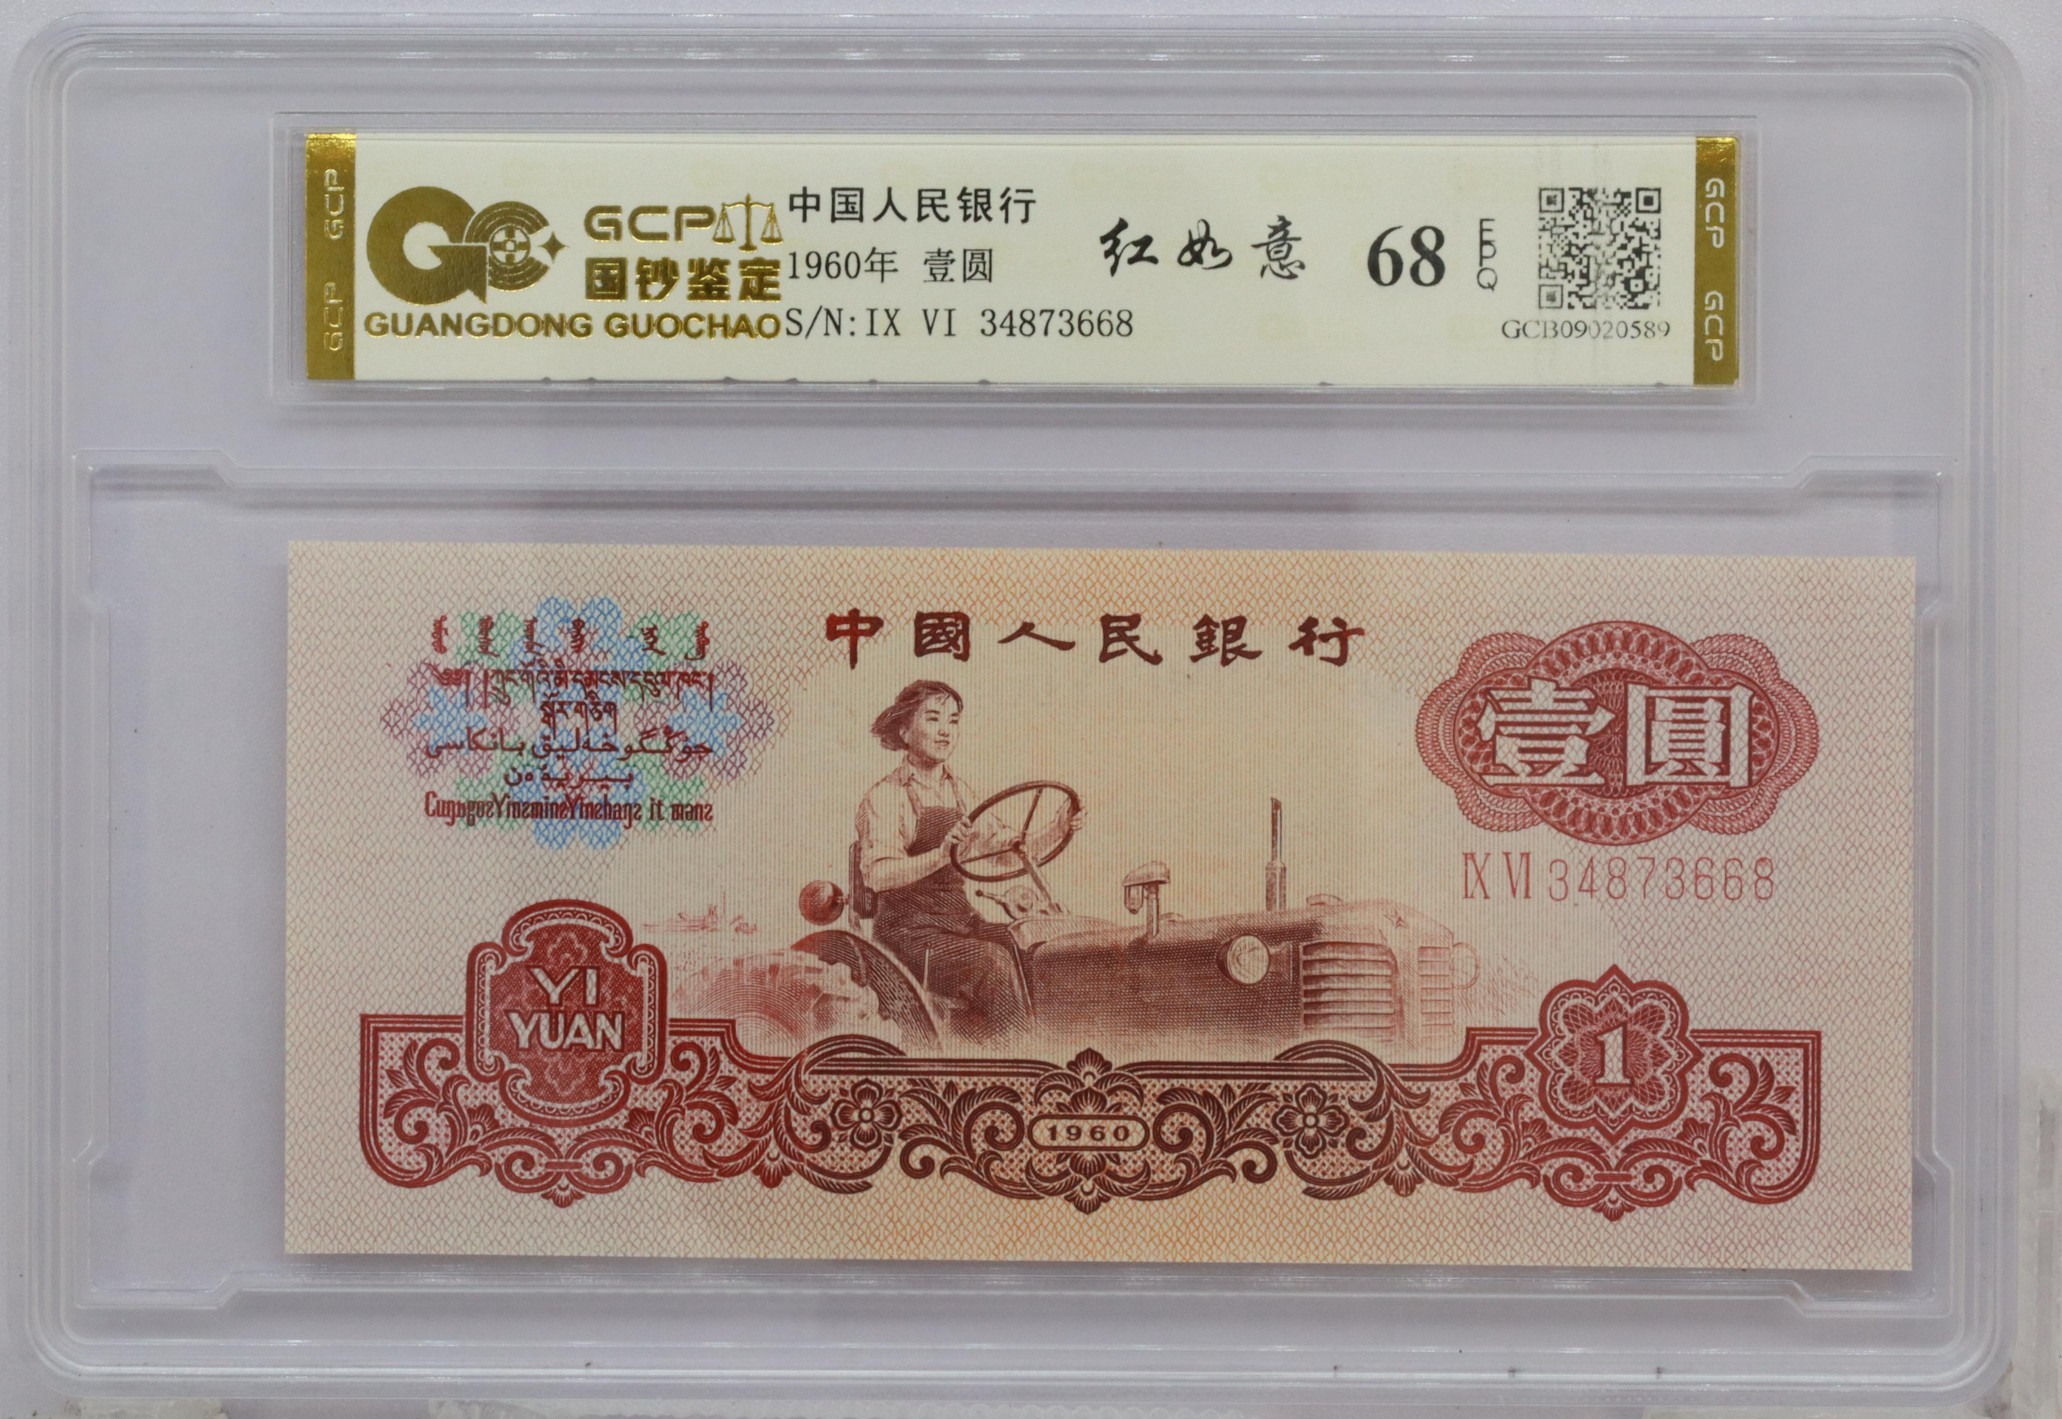 GCP
GCP
GCP
国钞鉴定
GUANGDONG GUOCHAO
中国人民银行
1960年 壹圆
S/N:IX VI 34873668
红如意
68
EPQ
GCB09020589
GCP
GCP
中國人民銀行
壹圓
IX VI 34873668
YI
YUAN
1960
1